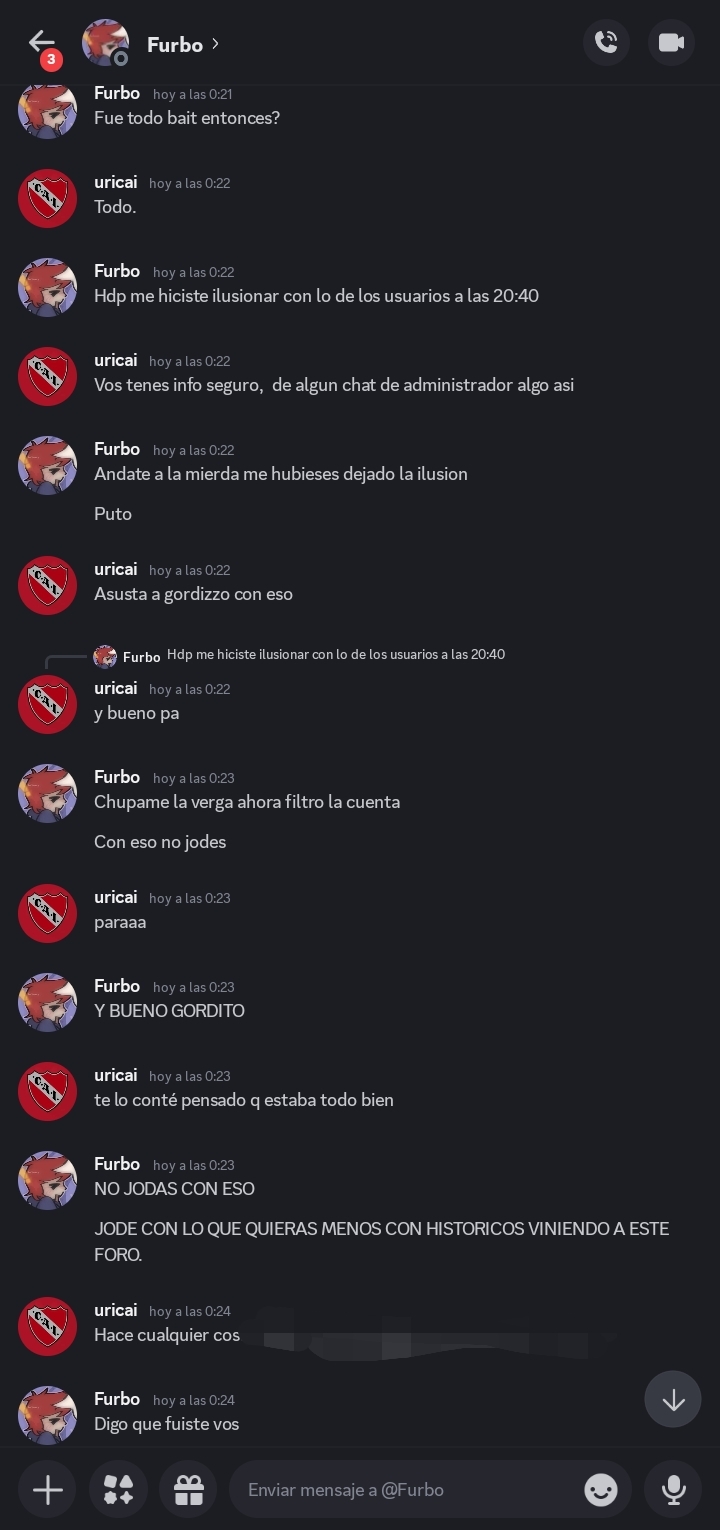 3
Furbo
Furbo hoy a las 0:21
Fue todo bait entonces?
uricai hoy a las 0:22
Todo.
Furbo hoy a las 0:22
Hdp me hiciste ilusionar con lo de los usuarios a las 20:40
uricai hoy a las 0:22
Vos tenes info seguro,  de algun chat de administrador algo asi
Furbo hoy a las 0:22
Andate a la mierda me hubieses dejado la ilusion
Puto
uricai hoy a las 0:22
Asusta a gordizzo con eso
Furbo Hdp me hiciste ilusionar con lo de los usuarios a las 20:40
uricai hoy a las 0:22
y bueno pa
Furbo hoy a las 0:23
Chupame la verga ahora filtro la cuenta
Con eso no jodes
uricai hoy a las 0:23
paraaa
Furbo hoy a las 0:23
Y BUENO GORDITO
uricai hoy a las 0:23
te lo conté pensado q estaba todo bien
Furbo hoy a las 0:23
NO JODAS CON ESO
JODE CON LO QUE QUIERAS MENOS CON HISTORICOS VINIENDO A ESTE
FORO.
uricai hoy a las 0:24
Hace cualquier cos
Furbo hoy a las 0:24
Digo que fuiste vos
Enviar mensaje a @Furbo